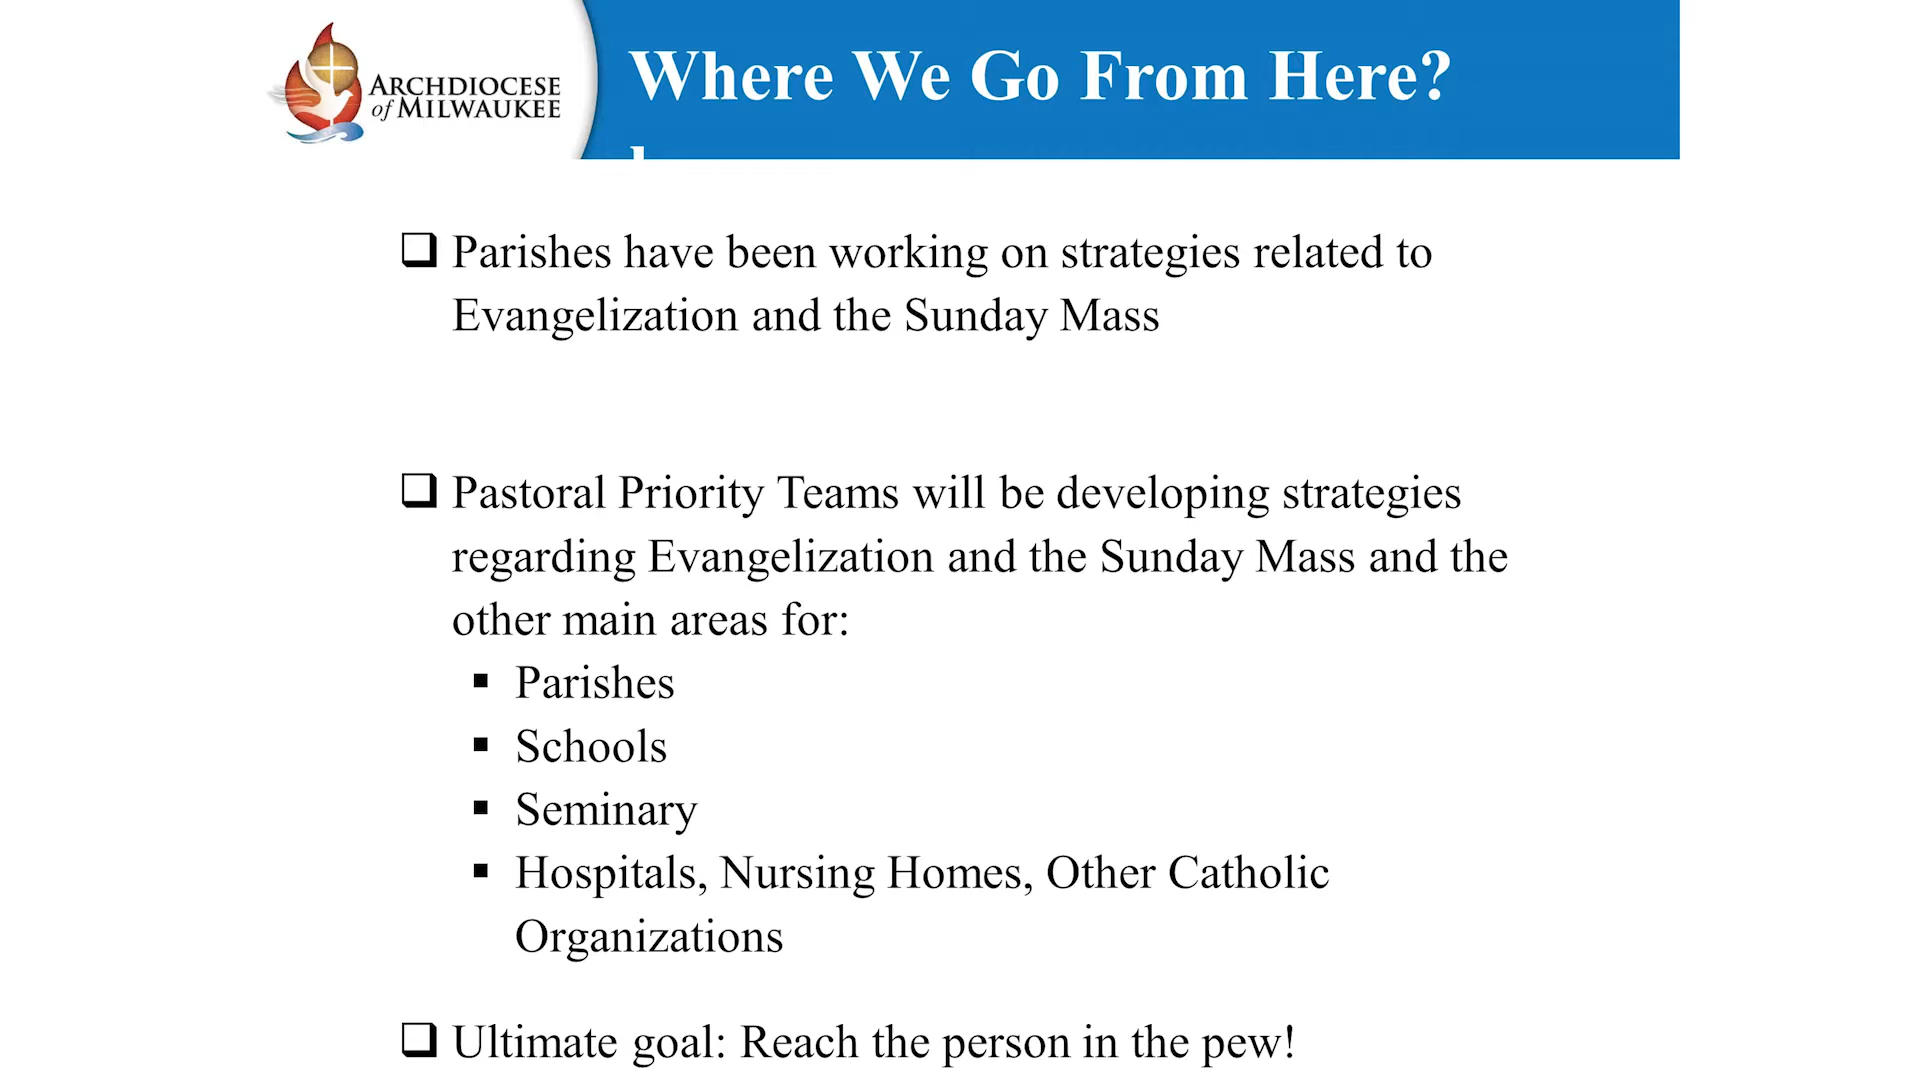 ARCHDIOCESE
of MILWAUKEE
Where We Go From Here?
Parishes have been working on strategies related to
Evangelization and the Sunday Mass
Pastoral Priority Teams will be developing strategies
regarding Evangelization and the Sunday Mass and the
other main areas for:
Parishes
Schools
Seminary
Hospitals, Nursing Homes, Other Catholic
Organizations
Ultimate goal: Reach the person in the pew!